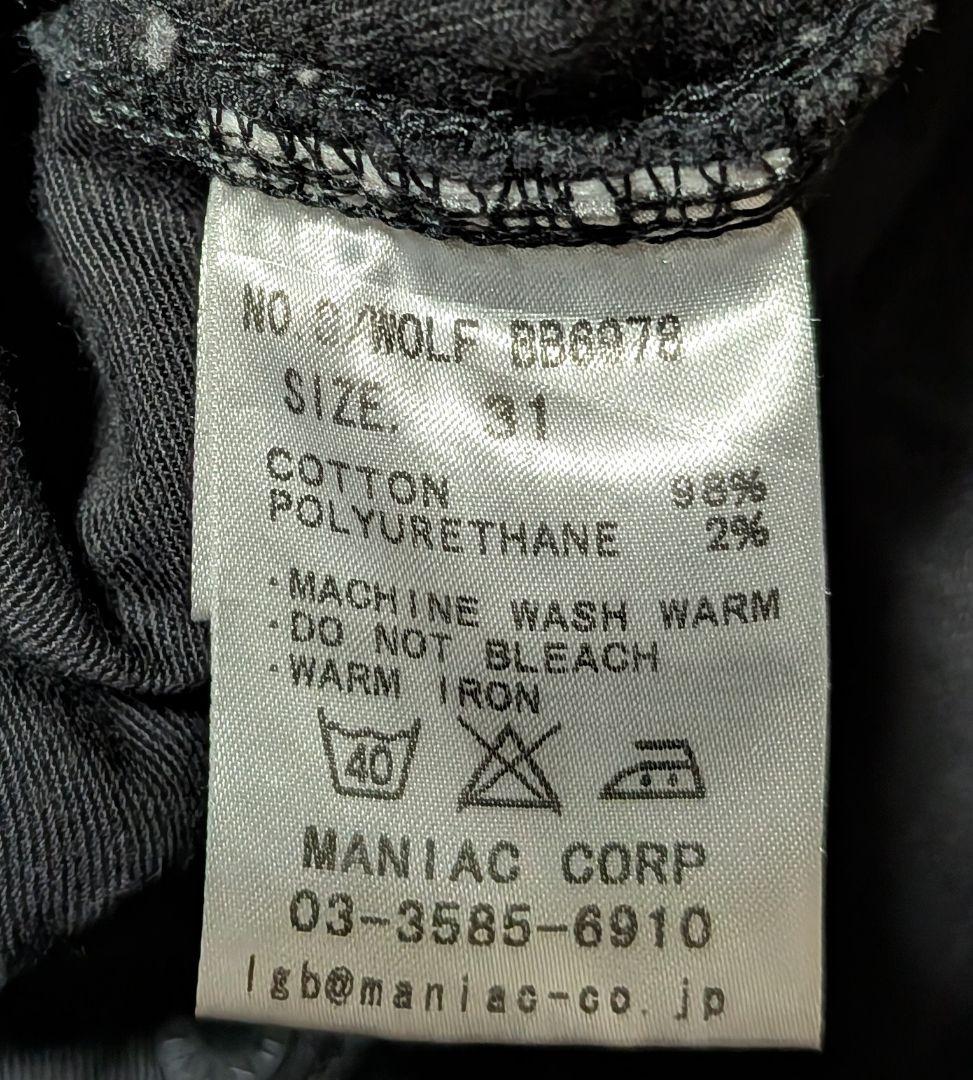 NO C/WOLF BB6978
SIZE. 31
COTTON 98%
POLYURETHANE 2%
·MACHINE WASH WARM
·DO NOT BLEACH
·WARM IRON
40
MANIAC CORP
03-3585-6910
lgb@maniac-co.jp